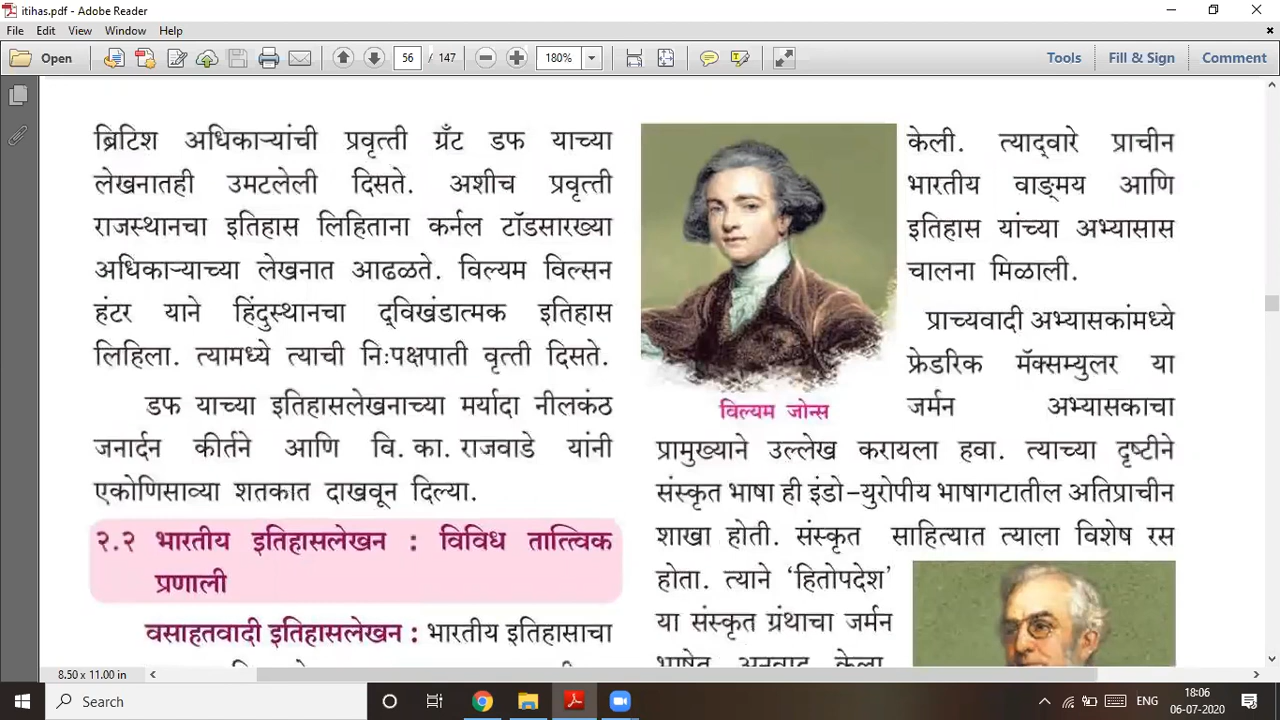 itihas.pdf - Adobe Reader
File Edit View Window Help
Open 56 / 147 180% Tools Fill & Sign Comment
ब्रिटिश अधिकाऱ्यांची प्रवृत्ती ग्रँट डफ याच्या
लेखनातही उमटलेली दिसते. अशीच प्रवृत्ती
राजस्थानचा इतिहास लिहिताना कर्नल टॉडसारख्या
अधिकाऱ्याच्या लेखनात आढळते. विल्यम विल्सन
हंटर याने हिंदुस्थानचा द्‌विखंडात्मक इतिहास
लिहिला. त्यामध्ये त्याची निःपक्षपाती वृत्ती दिसते.
डफ याच्या इतिहासलेखनाच्या मर्यादा नीलकंठ
जनार्दन कीर्तने आणि वि. का. राजवाडे यांनी
एकोणिसाव्या शतकात दाखवून दिल्या.
२.२ भारतीय इतिहासलेखन : विविध तात्त्विक
प्रणाली
वसाहतवादी इतिहासलेखन : भारतीय इतिहासाचा
विल्यम जोन्स
केली. त्याद्‌वारे प्राचीन
भारतीय वाङ्‌मय आणि
इतिहास यांच्या अभ्यासास
चालना मिळाली.
प्राच्यवादी अभ्यासकांमध्ये
फ्रेडरिक मॅक्सम्युलर या
जर्मन अभ्यासकाचा
प्रामुख्याने उल्लेख करायला हवा. त्याच्या दृष्टीने
संस्कृत भाषा ही इंडो-युरोपीय भाषागटातील अतिप्राचीन
शाखा होती. संस्कृत साहित्यात त्याला विशेष रस
होता. त्याने ‘हितोपदेश’
या संस्कृत ग्रंथाचा जर्मन
भाषेत अनुवाद केला.
8.50 x 11.00 in
Search
ENG
18:06
06-07-2020